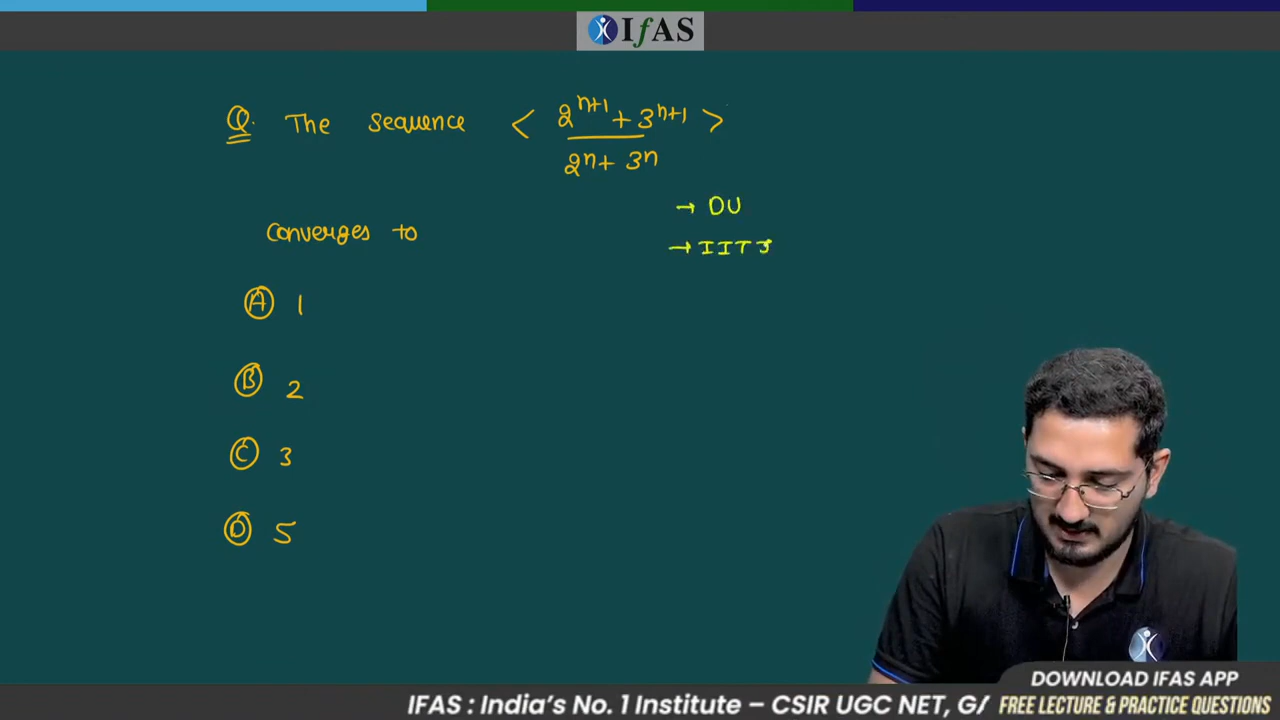 IfAS
Q. The sequence < 2^{n+1} + 3^{n+1} / 2^n + 3^n >
→ DU
converges to
→ IIT J
(A) 1
(B) 2
(C) 3
(D) 5
DOWNLOAD IFAS APP
IFAS : India's No. 1 Institute – CSIR UGC NET, G/
FREE LECTURE & PRACTICE QUESTIONS